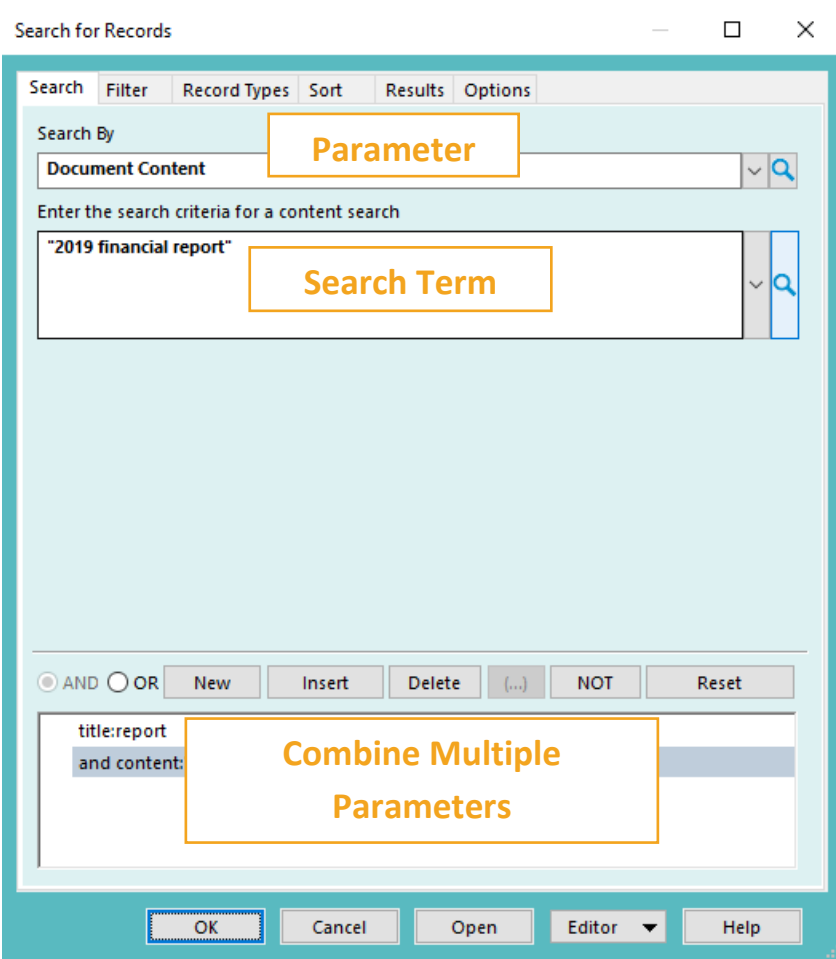 Search for Records
Search Filter Record Types Sort Results Options
Search By
Parameter
Document Content
Enter the search criteria for a content search
"2019 financial report"
Search Term
AND OR New Insert Delete (...) NOT Reset
title:report
and content:
Combine Multiple
Parameters
OK Cancel Open Editor Help